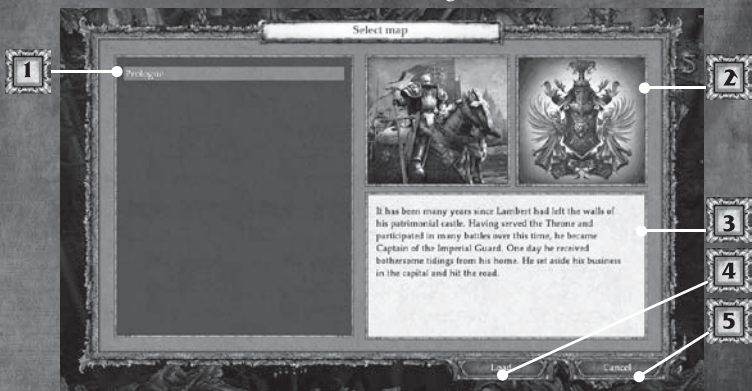 Select map
1
Prologue
2
It has been many years since Lambert had left the walls of
his patrimonial castle. Having served the Throne and
participated in many battles over this time, he became
Captain of the Imperial Guard. One day he received
bothersome tidings from his home. He set aside his business
in the capital and hit the road.
3
4
5
Load
Cancel